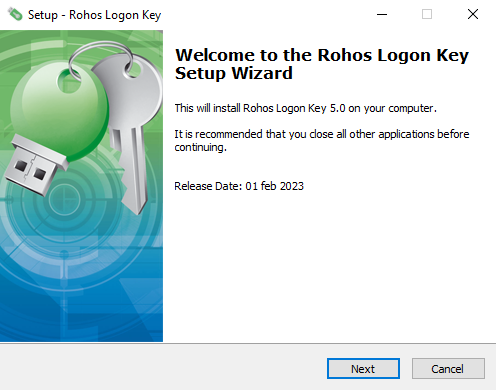 Setup - Rohos Logon Key
Welcome to the Rohos Logon Key
Setup Wizard
This will install Rohos Logon Key 5.0 on your computer.
It is recommended that you close all other applications before
continuing.
Release Date: 01 feb 2023
Next
Cancel